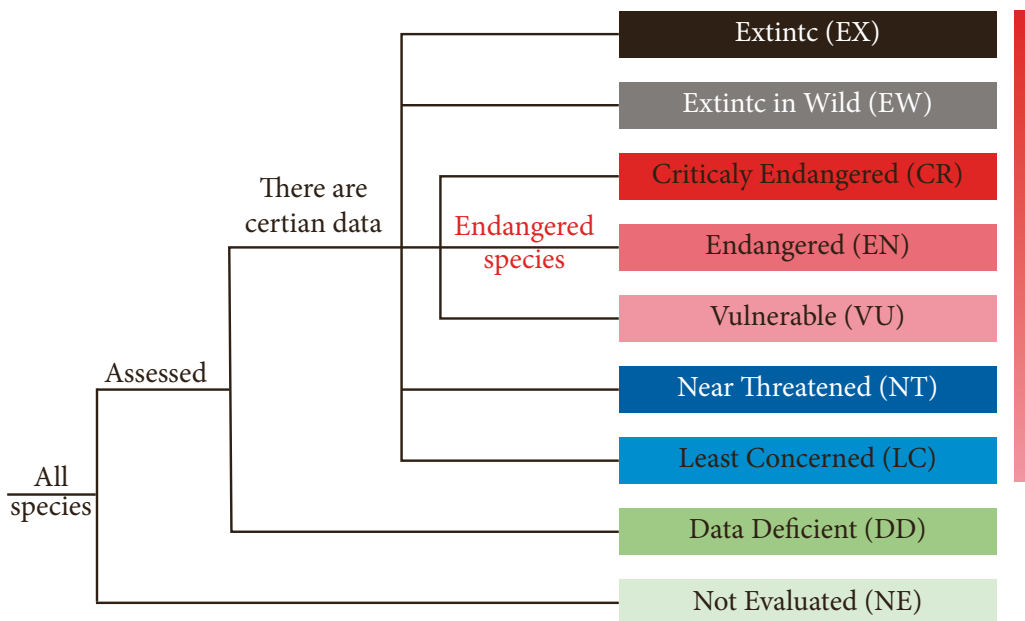 Extintc (EX)
Extintc in Wild (EW)
Criticaly Endangered (CR)
There are
certian data
Endangered
species
Endangered (EN)
Vulnerable (VU)
Assessed
Near Threatened (NT)
Least Concerned (LC)
All
species
Data Deficient (DD)
Not Evaluated (NE)